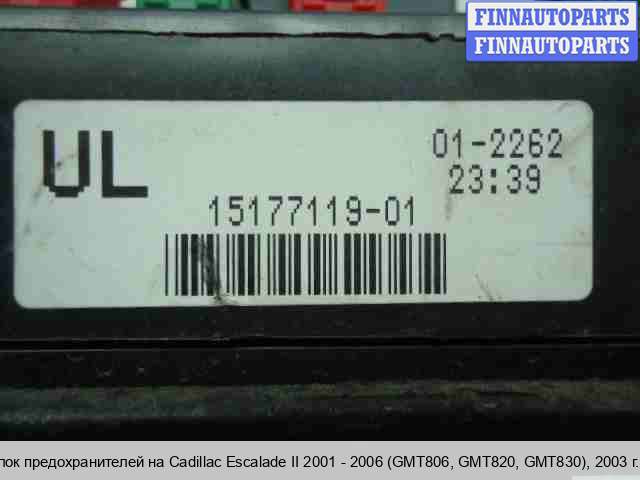 FINNAUTOPARTS
FINNAUTOPARTS
UL
01-2262
23:39
15177119-01
лок предохранителей на Cadillac Escalade II 2001 - 2006 (GMT806, GMT820, GMT830), 2003 г.